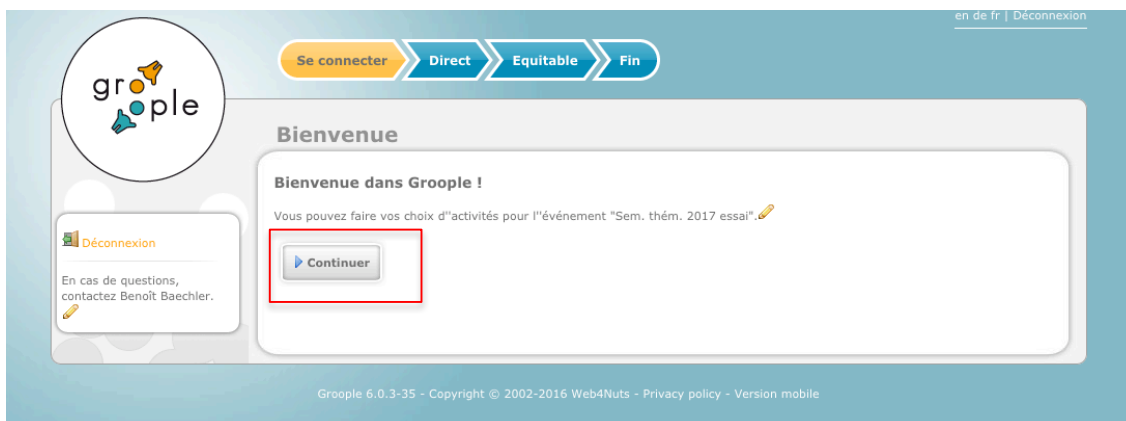 en de fr | Déconnexion
groople
Se connecter Direct Equitable Fin
Bienvenue
Bienvenue dans Groople !
Vous pouvez faire vos choix d''activités pour l''événement "Sem. thém. 2017 essai".
Continuer
Déconnexion
En cas de questions,
contactez Benoît Baechler.
Groople 6.0.3-35 - Copyright © 2002-2016 Web4Nuts - Privacy policy - Version mobile